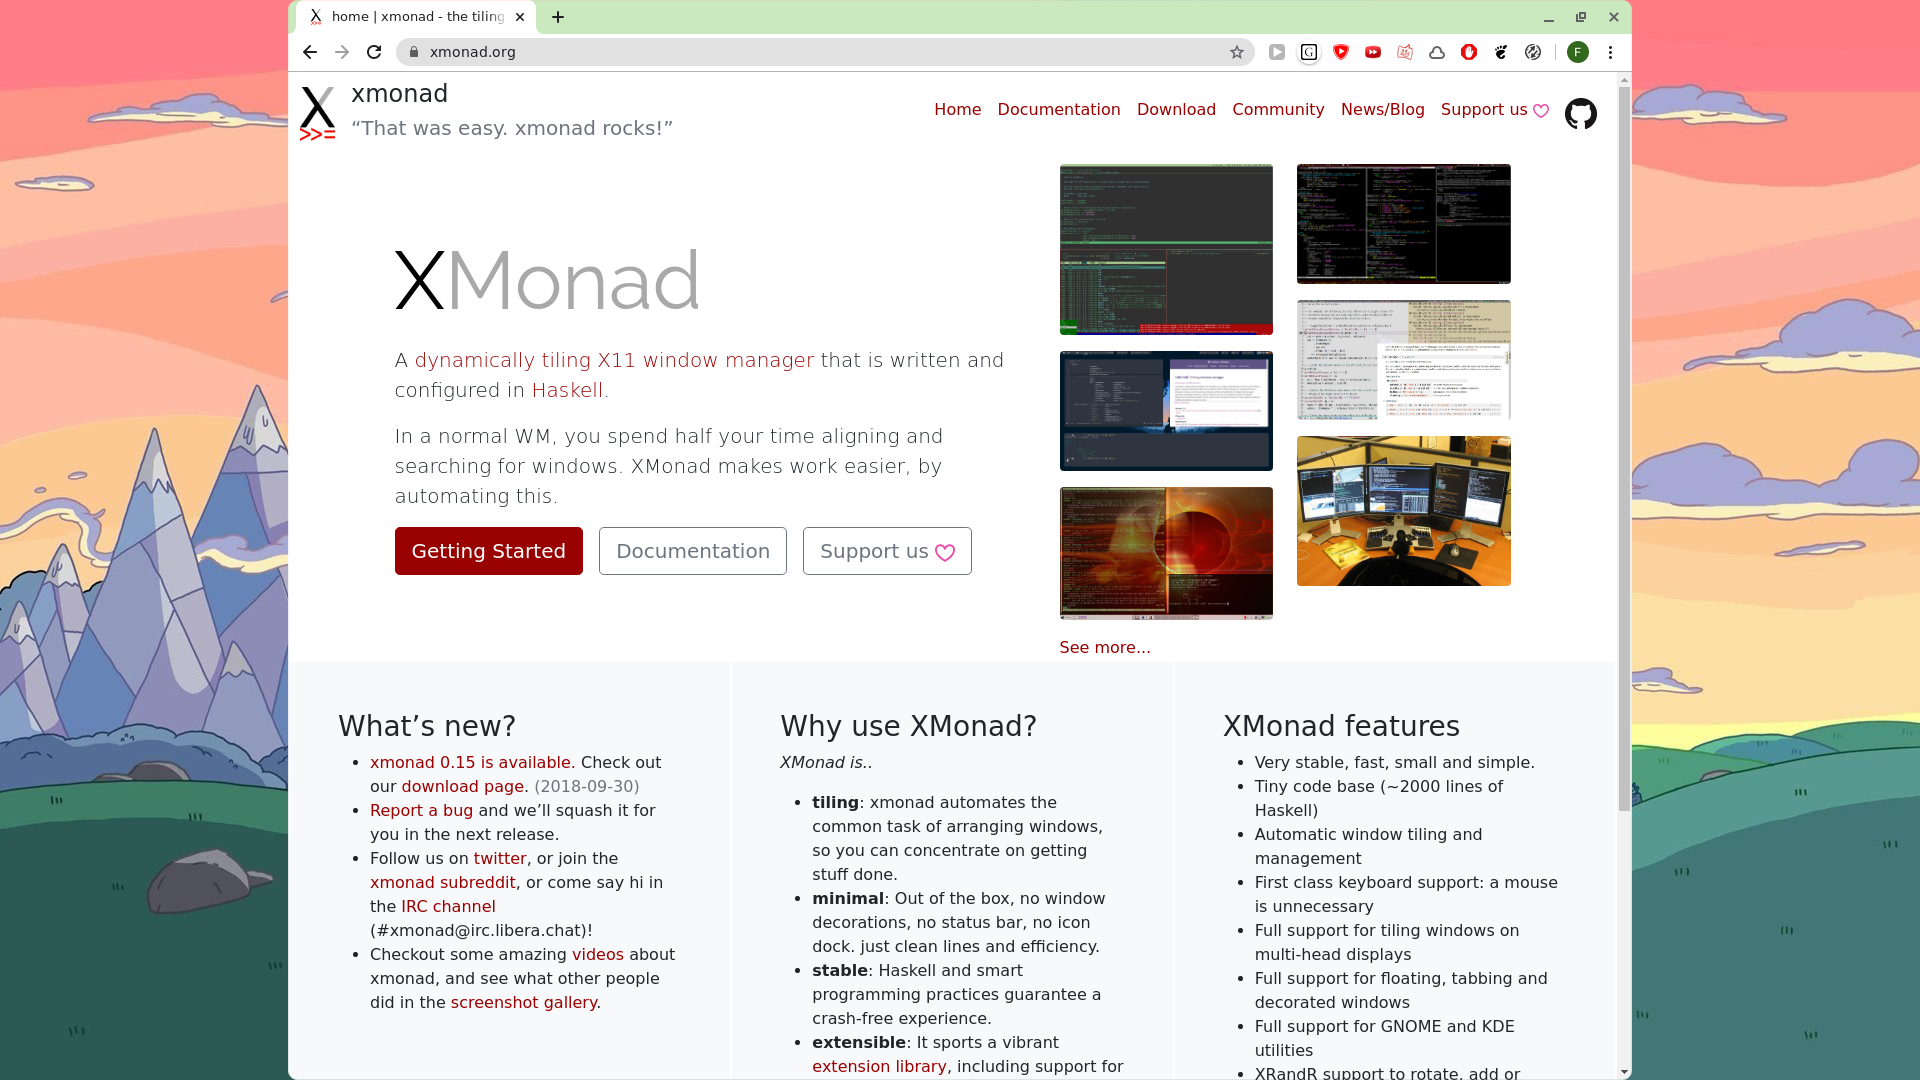 home | xmonad - the tiling
xmonad.org
F
xmonad
“That was easy. xmonad rocks!”
Home Documentation Download Community News/Blog Support us
XMonad
A dynamically tiling X11 window manager that is written and
configured in Haskell.
In a normal WM, you spend half your time aligning and
searching for windows. XMonad makes work easier, by
automating this.
Getting Started Documentation Support us
See more...
What’s new?
xmonad 0.15 is available. Check out
our download page. (2018-09-30)
Report a bug and we’ll squash it for
you in the next release.
Follow us on twitter, or join the
xmonad subreddit, or come say hi in
the IRC channel
(#xmonad@irc.libera.chat)!
Checkout some amazing videos about
xmonad, and see what other people
did in the screenshot gallery.
Why use XMonad?
XMonad is..
tiling: xmonad automates the
common task of arranging windows,
so you can concentrate on getting
stuff done.
minimal: Out of the box, no window
decorations, no status bar, no icon
dock. just clean lines and efficiency.
stable: Haskell and smart
programming practices guarantee a
crash-free experience.
extensible: It sports a vibrant
extension library, including support for
XMonad features
Very stable, fast, small and simple.
Tiny code base (~2000 lines of
Haskell)
Automatic window tiling and
management
First class keyboard support: a mouse
is unnecessary
Full support for tiling windows on
multi-head displays
Full support for floating, tabbing and
decorated windows
Full support for GNOME and KDE
utilities
XRandR support to rotate, add or